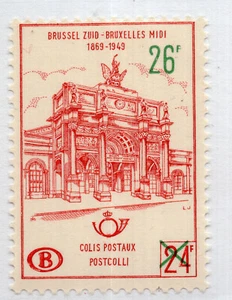 BRUSSEL ZUID - BRUXELLES MIDI
1869-1949
26F
B
COLIS POSTAUX
POSTCOLLI
24F